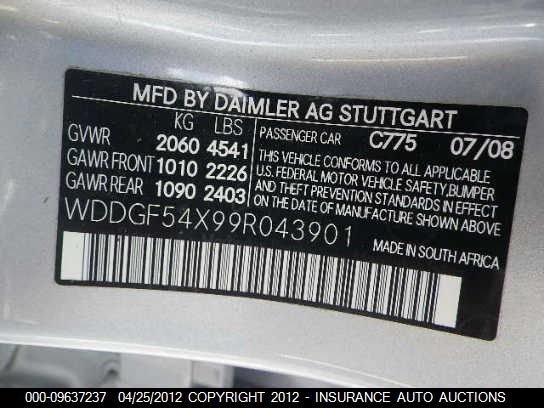 MFD BY DAIMLER AG STUTTGART
KG LBS
GVWR 2060 4541
GAWR FRONT 1010 2226
GAWR REAR 1090 2403
PASSENGER CAR C775 07/08
THIS VEHICLE CONFORMS TO ALL APPLICABLE
U.S. FEDERAL MOTOR VEHICLE SAFETY, BUMPER
AND THEFT PREVENTION STANDARDS IN EFFECT
ON THE DATE OF MANUFACTURE SHOWN ABOVE
WDDGF54X99R043901
MADE IN SOUTH AFRICA
000-09637237 04/25/2012 COPYRIGHT 2012 - INSURANCE AUTO AUCTIONS